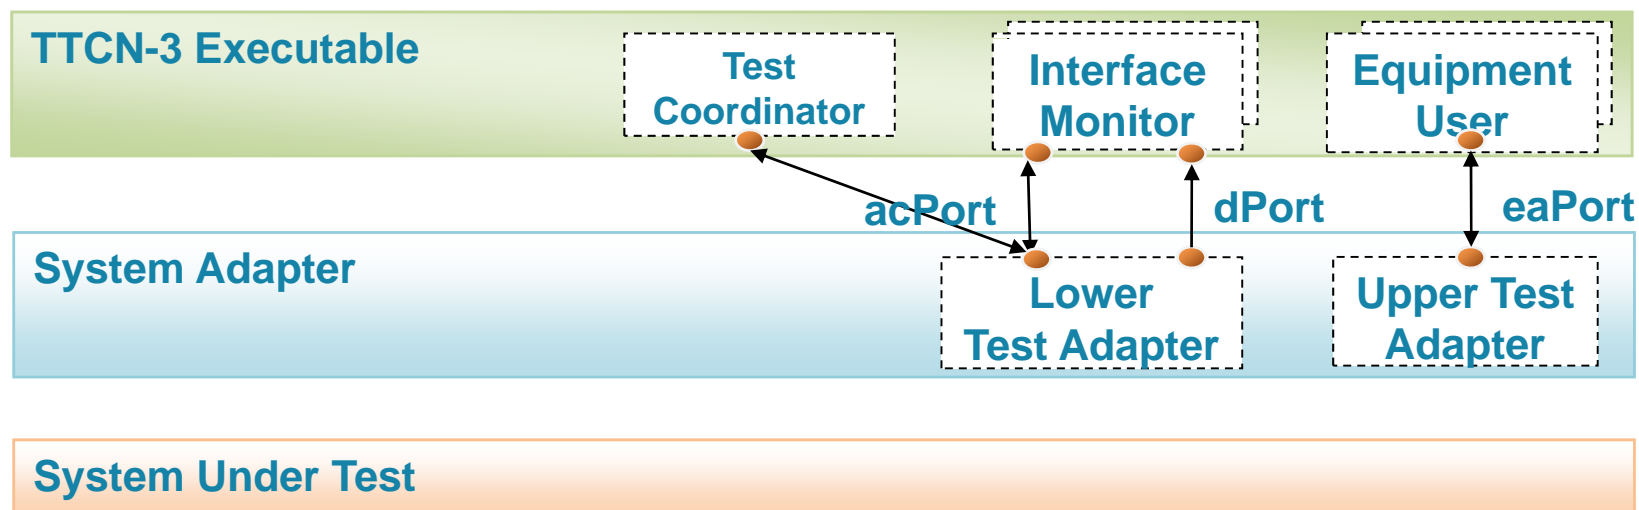 TTCN-3 Executable
Test
Coordinator
Interface
Monitor
Equipment
User
acPort
dPort
eaPort
System Adapter
Lower
Test Adapter
Upper Test
Adapter
System Under Test